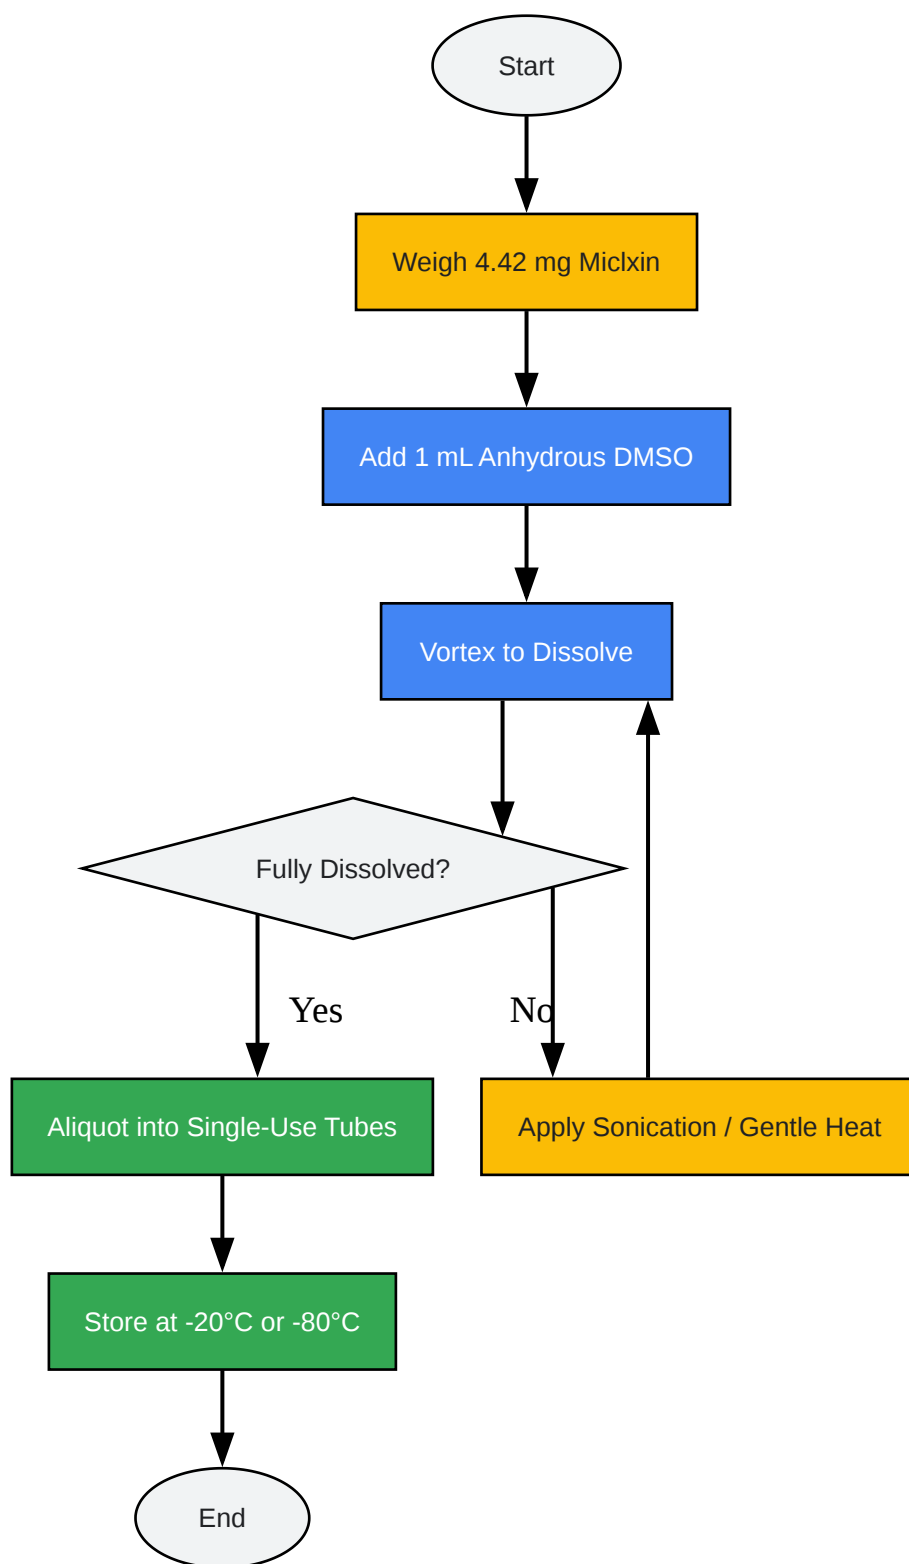 Start
Weigh 4.42 mg Miclxin
Add 1 mL Anhydrous DMSO
Vortex to Dissolve
Fully Dissolved?
Yes
No
Aliquot into Single-Use Tubes
Apply Sonication / Gentle Heat
Store at -20°C or -80°C
End